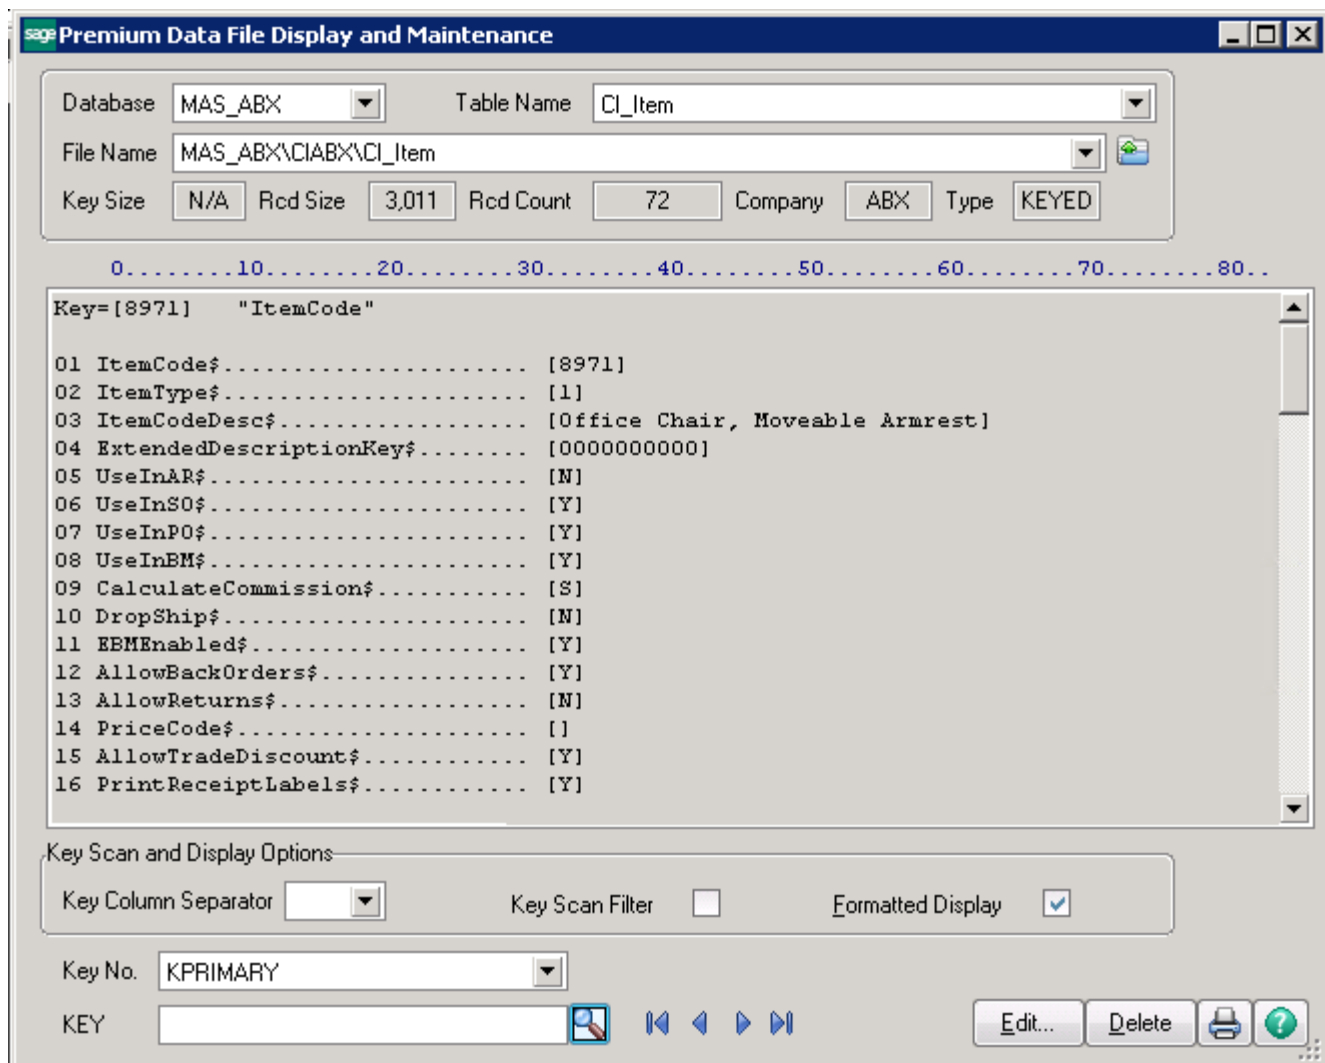 sage Premium Data File Display and Maintenance
Database MAS_ABX Table Name CI_Item
File Name MAS_ABX\CIABX\CI_Item
Key Size N/A Rcd Size 3,011 Rcd Count 72 Company ABX Type KEYED
0........10........20........30........40........50........60........70........80..
Key=[8971] "ItemCode"
01 ItemCode$...................... [8971]
02 ItemType$...................... [1]
03 ItemCodeDesc$.................. [Office Chair, Moveable Armrest]
04 ExtendedDescriptionKey$........ [0000000000]
05 UseInAR$....................... [N]
06 UseInSO$....................... [Y]
07 UseInPO$....................... [Y]
08 UseInBM$....................... [Y]
09 CalculateCommission$........... [S]
10 DropShip$...................... [N]
11 EBMEnabled$.................... [Y]
12 AllowBackOrders$............... [Y]
13 AllowReturns$.................. [N]
14 PriceCode$..................... []
15 AllowTradeDiscount$............ [Y]
16 PrintReceiptLabels$............ [Y]
Key Scan and Display Options
Key Column Separator Key Scan Filter Formatted Display
Key No. KPRIMARY
KEY Edit... Delete ?